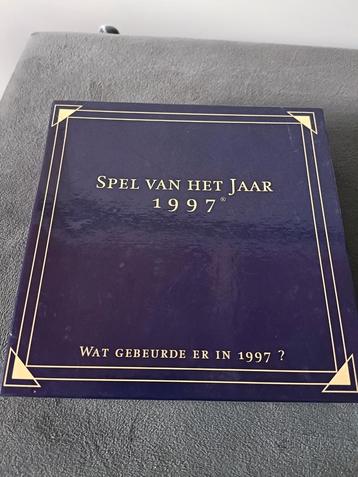 SPEL VAN HET JAAR
1997®
WAT GEBEURDE ER IN 1997 ?